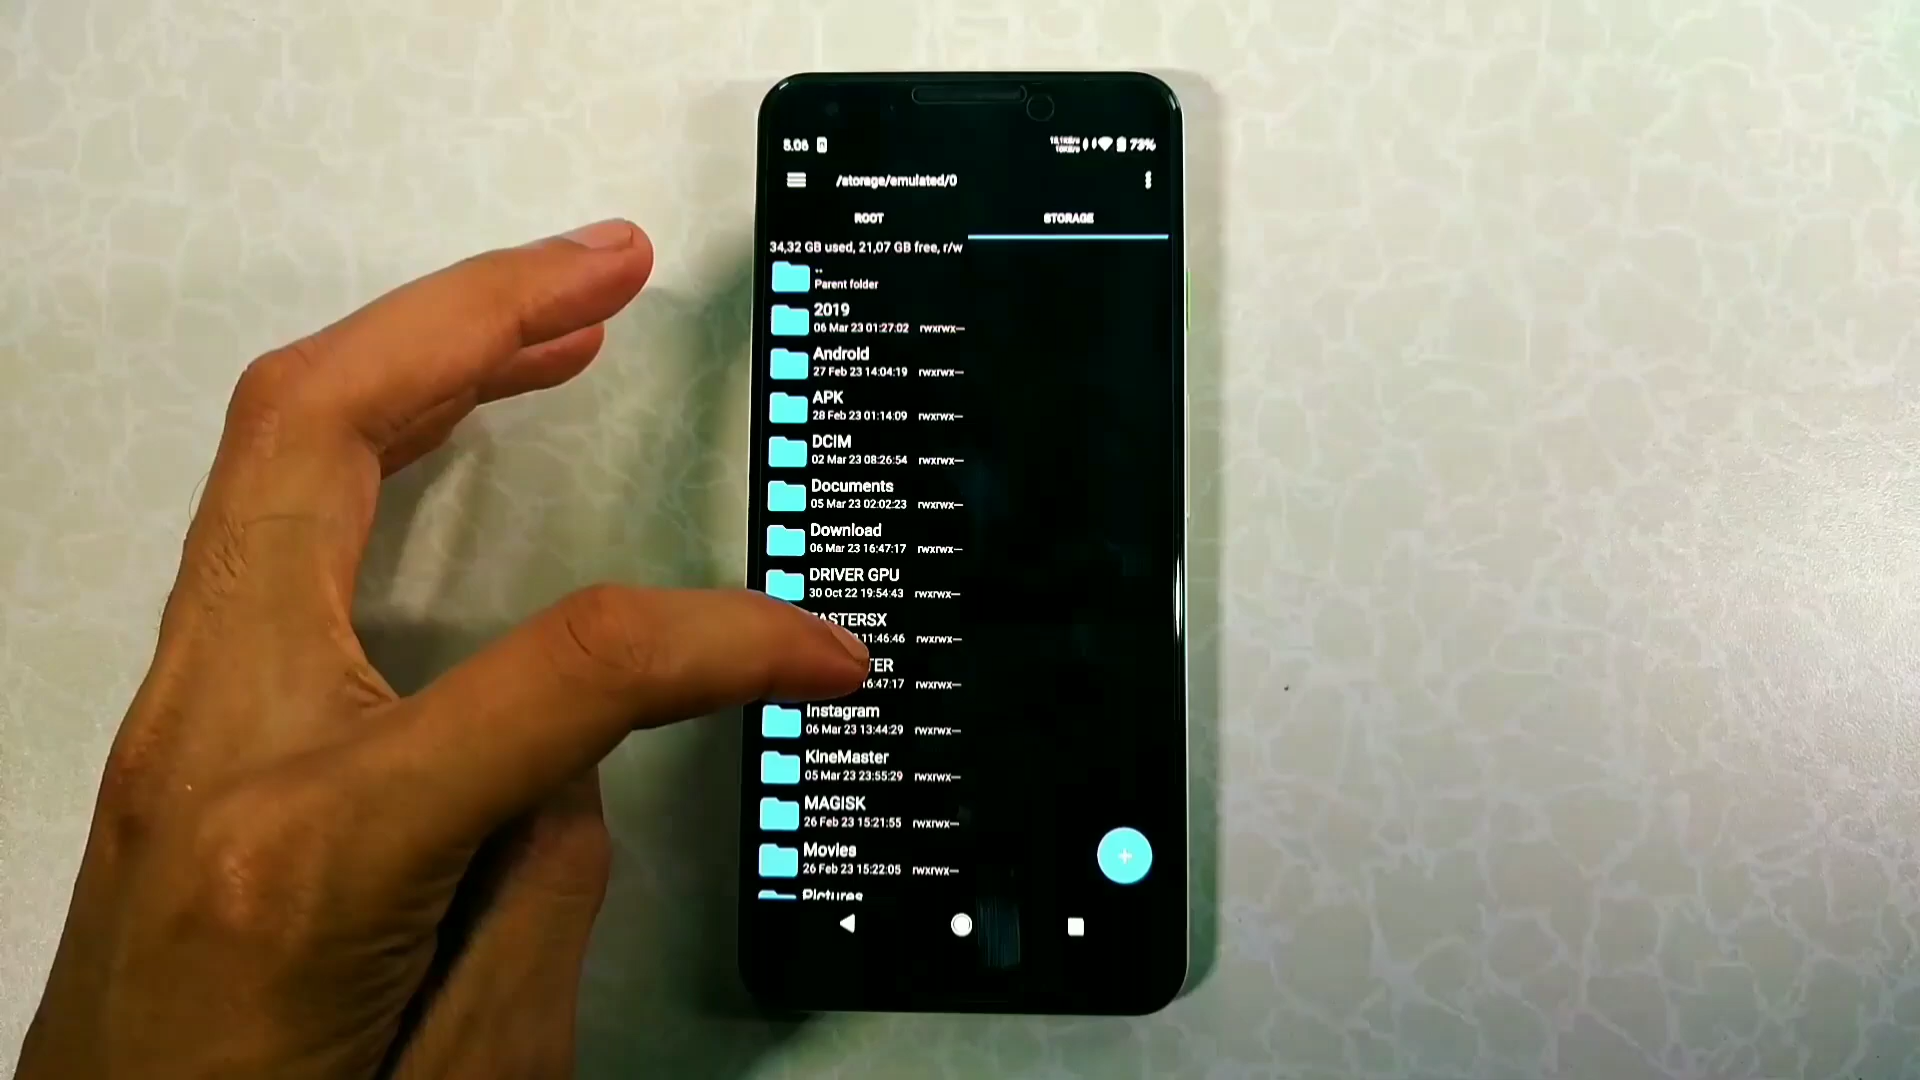 5.06
73%
/storage/emulated/0
ROOT
STORAGE
34,32 GB used, 21,07 GB free, r/w
..
Parent folder
2019
06 Mar 23 01:27:02 rwxrwx—
Android
27 Feb 23 14:04:19 rwxrwx—
APK
28 Feb 23 01:14:09 rwxrwx—
DCIM
02 Mar 23 08:26:54 rwxrwx—
Documents
05 Mar 23 02:02:23 rwxrwx—
Download
06 Mar 23 16:47:17 rwxrwx—
DRIVER GPU
30 Oct 22 19:54:43 rwxrwx—
ASTERSX
11:46:46 rwxrwx—
TER
16:47:17 rwxrwx—
Instagram
06 Mar 23 13:44:29 rwxrwx—
KineMaster
05 Mar 23 23:55:29 rwxrwx—
MAGISK
26 Feb 23 15:21:55 rwxrwx—
Movies
26 Feb 23 15:22:05 rwxrwx—
Pictures